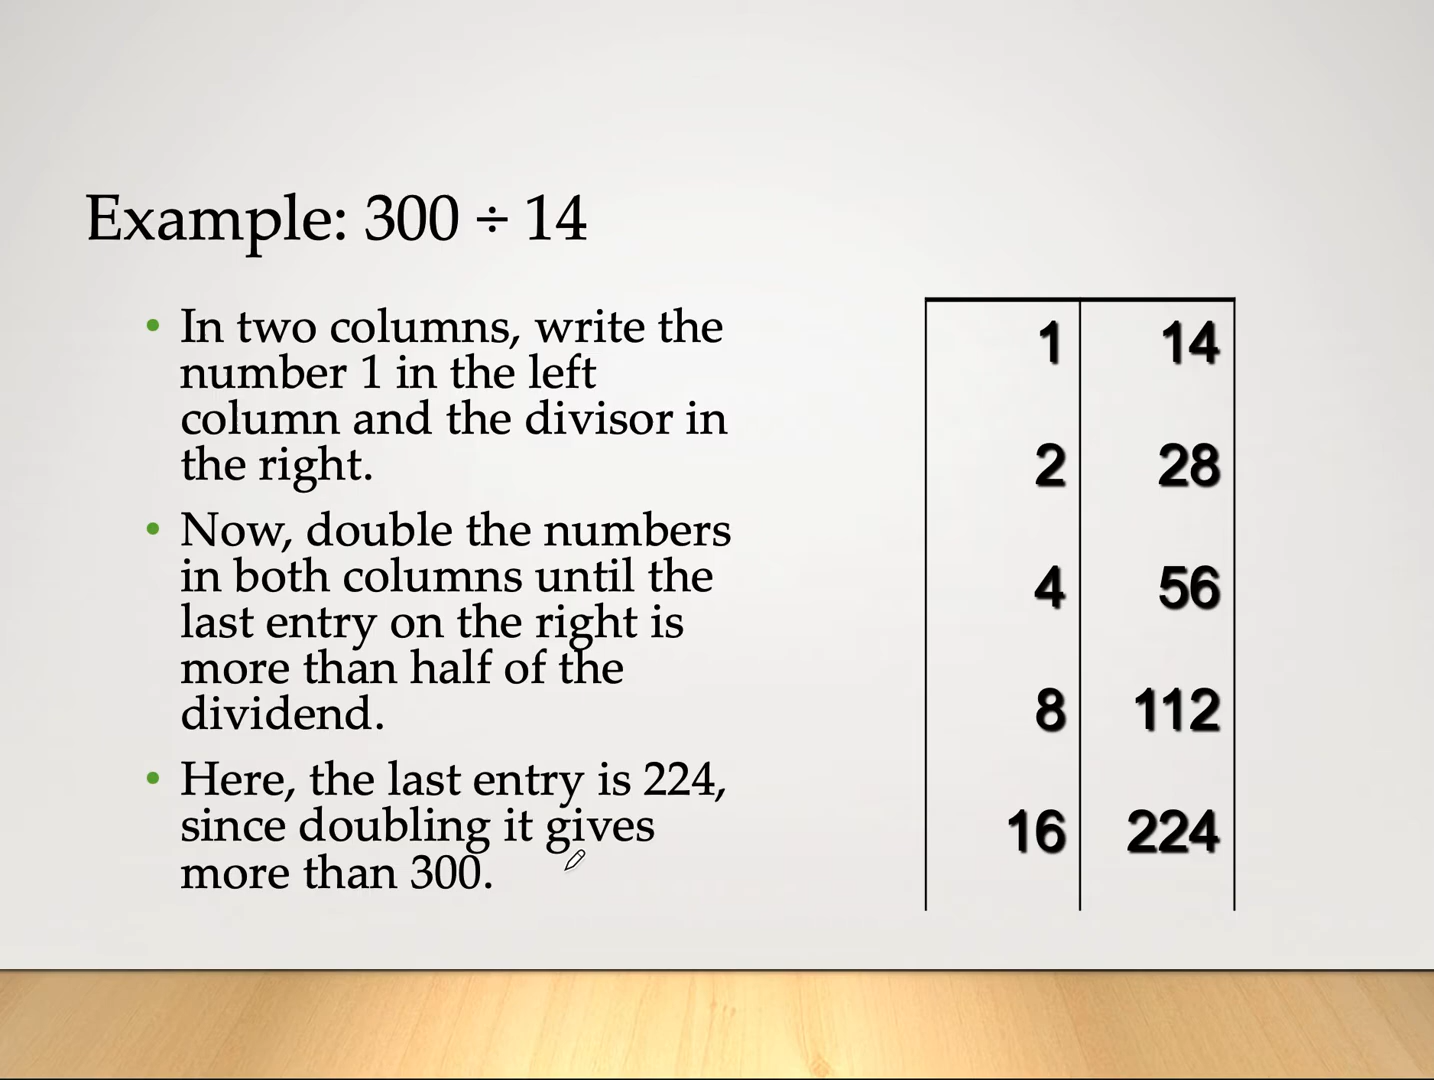 Example: 300 ÷ 14
• In two columns, write the
number 1 in the left
column and the divisor in
the right.
• Now, double the numbers
in both columns until the
last entry on the right is
more than half of the
dividend.
• Here, the last entry is 224,
since doubling it gives
more than 300.
1 14
2 28
4 56
8 112
16 224